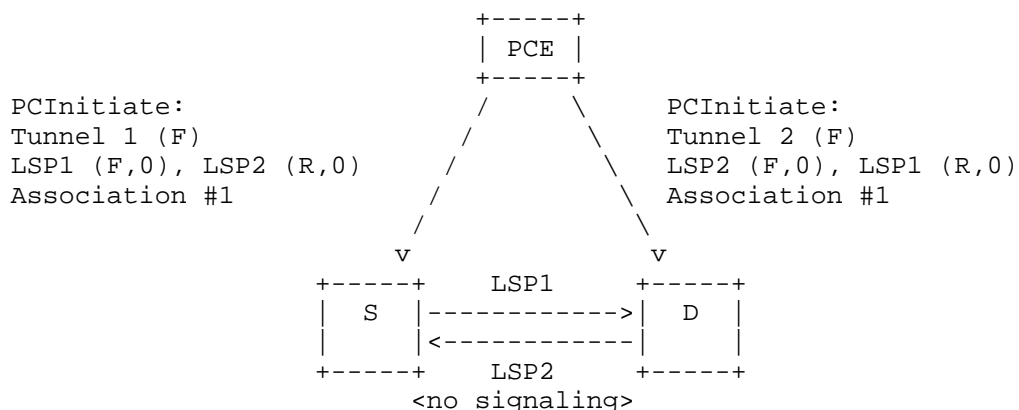 PCE
PCInitiate: PCInitiate:
Tunnel 1 (F) Tunnel 2 (F)
LSP1 (F,0), LSP2 (R,0) LSP2 (F,0), LSP1 (R,0)
Association #1 Association #1
v v
LSP1
S D
LSP2
<no signaling>